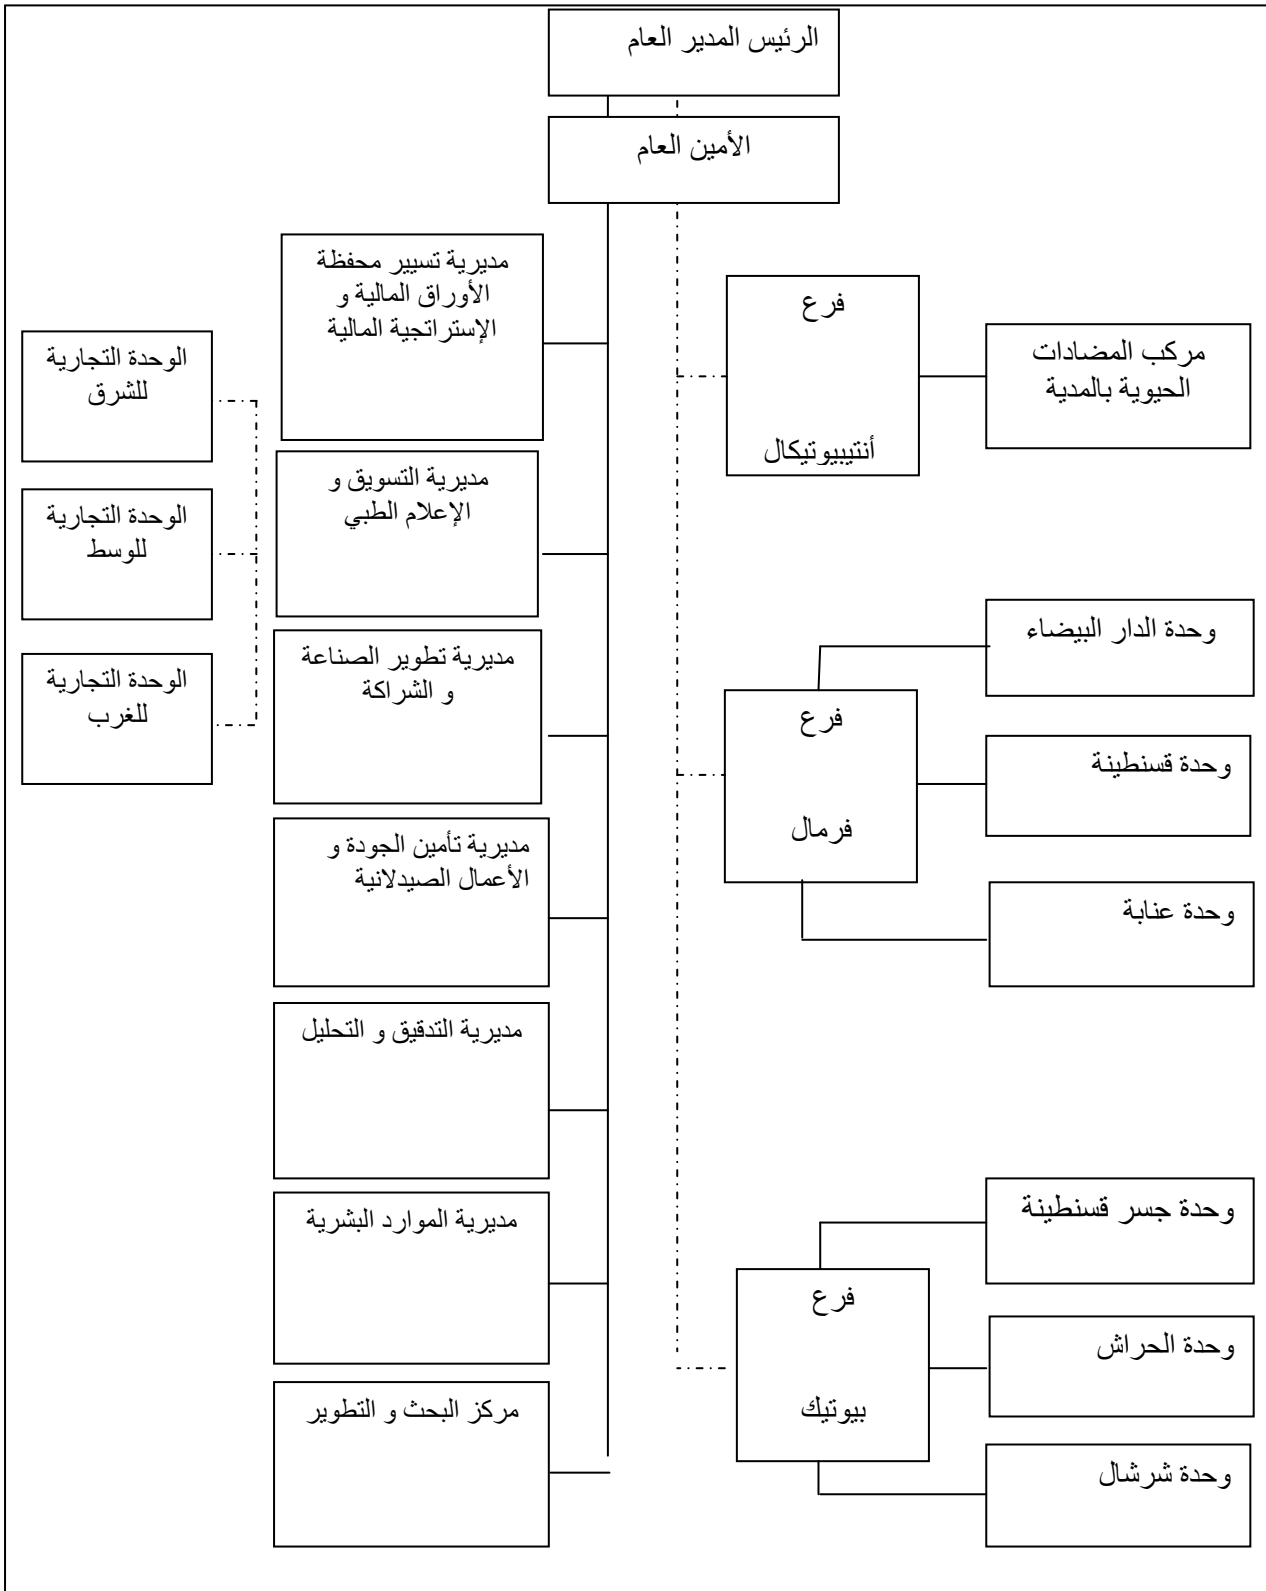 الرئيس المدير العام
الأمين العام
مركب المضادات
الحيوية بالمدية
فرع
أنتيبيوتيكال
وحدة الدار البيضاء
وحدة قسنطينة
وحدة عنابة
فرع
فرمال
وحدة جسر قسنطينة
وحدة الحراش
وحدة شرشال
فرع
بيوتيك
مديرية تسيير محفظة
الأوراق المالية و
الإستراتجية المالية
مديرية التسويق و
الإعلام الطبي
مديرية تطوير الصناعة
و الشراكة
مديرية تأمين الجودة و
الأعمال الصيدلانية
مديرية التدقيق و التحليل
مديرية الموارد البشرية
مركز البحث و التطوير
الوحدة التجارية
للشرق
الوحدة التجارية
للوسط
الوحدة التجارية
للغرب